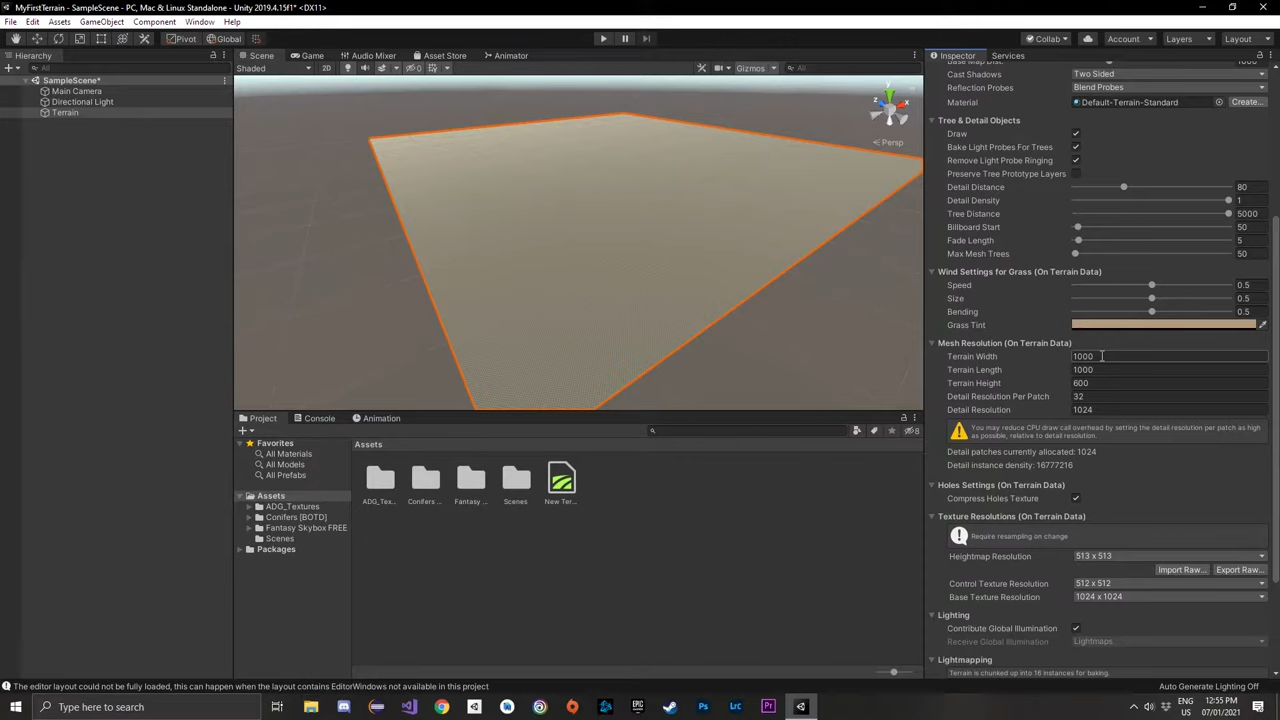 MyFirstTerrain - SampleScene - PC, Mac & Linux Standalone - Unity 2019.4.15f1* <DX11>
File Edit Assets GameObject Component Window Help
Pivot Global Collab Account Layers Layout
Hierarchy
All
SampleScene*
Main Camera
Directional Light
Terrain
Scene Game Audio Mixer Asset Store Animator
Shaded 2D 0 Gizmos All
y
x
z
Persp
Project Console Animation
8
Favorites
All Materials
All Models
All Prefabs
Assets
ADG_Textures
Conifers [BOTD]
Fantasy Skybox FREE
Scenes
Packages
Assets
ADG_Tex... Conifers ... Fantasy ... Scenes New Ter...
Inspector Services
Cast Shadows Two Sided
Reflection Probes Blend Probes
Material Default-Terrain-Standard Create...
Tree & Detail Objects
Draw
Bake Light Probes For Trees
Remove Light Probe Ringing
Preserve Tree Prototype Layers
Detail Distance 80
Detail Density 1
Tree Distance 5000
Billboard Start 50
Fade Length 5
Max Mesh Trees 50
Wind Settings for Grass (On Terrain Data)
Speed 0.5
Size 0.5
Bending 0.5
Grass Tint
Mesh Resolution (On Terrain Data)
Terrain Width 1000
Terrain Length 1000
Terrain Height 600
Detail Resolution Per Patch 32
Detail Resolution 1024
You may reduce CPU draw call overhead by setting the detail resolution per patch as high
as possible, relative to detail resolution.
Detail patches currently allocated: 1024
Detail instance density: 16777216
Holes Settings (On Terrain Data)
Compress Holes Texture
Texture Resolutions (On Terrain Data)
Require resampling on change
Heightmap Resolution 513 x 513
Import Raw... Export Raw...
Control Texture Resolution 512 x 512
Base Texture Resolution 1024 x 1024
Lighting
Contribute Global Illumination
Receive Global Illumination Lightmaps
Lightmapping
Terrain is chunked up into 16 instances for baking.
The editor layout could not be fully loaded, this can happen when the layout contains EditorWindows not available in this project
Auto Generate Lighting Off
Type here to search
EPIC
Ps
Lrc
Pr
ENG
US
12:55 PM
07/01/2021